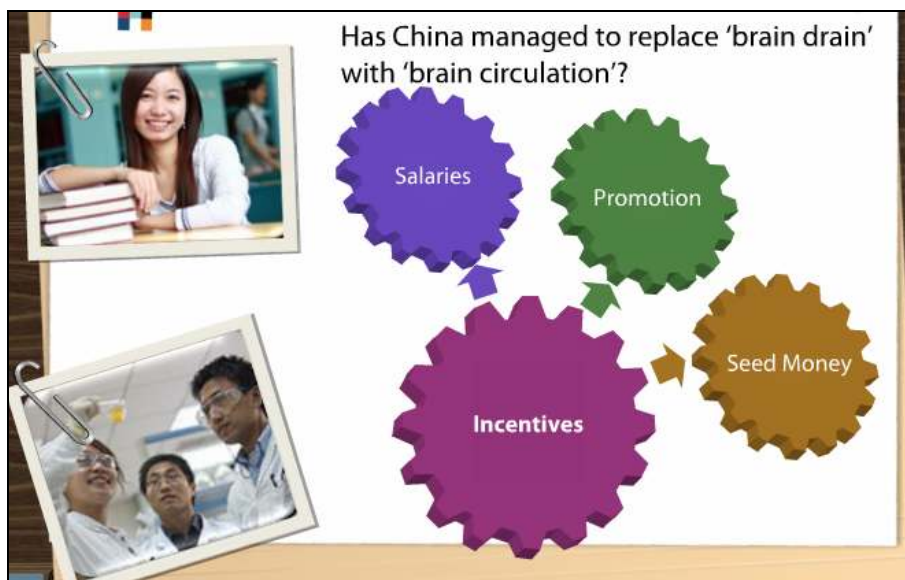 Has China managed to replace ‘brain drain’
with ‘brain circulation’?
Salaries
Promotion
Seed Money
Incentives